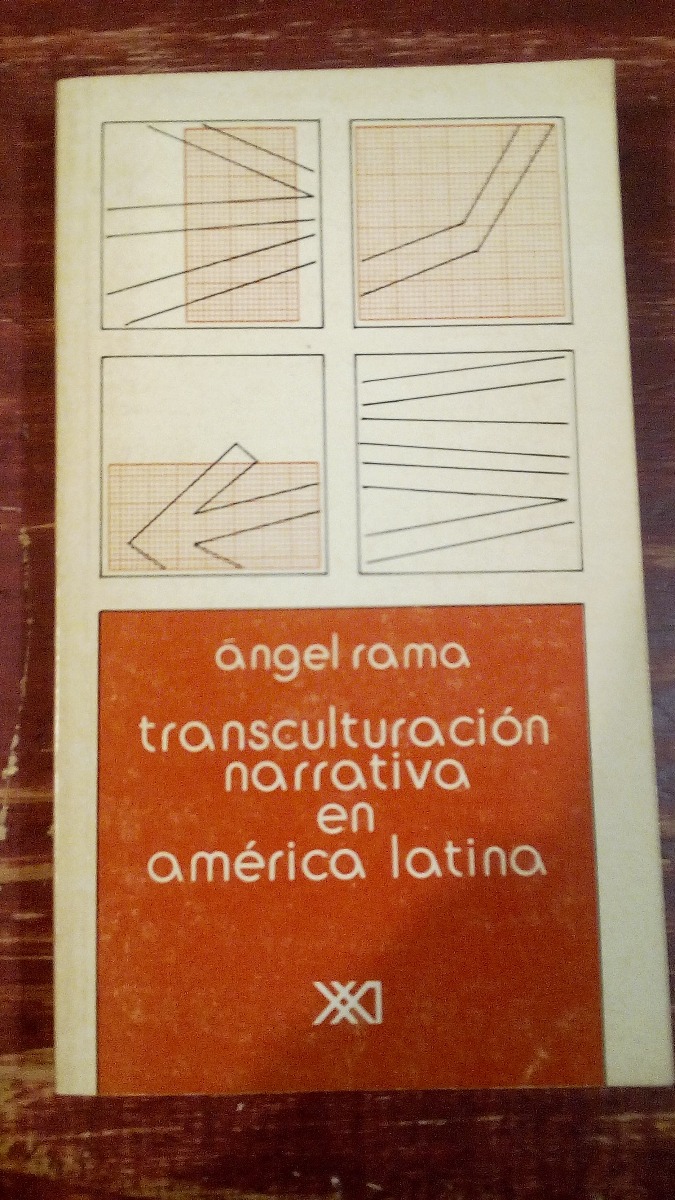 ángel rama
transculturación
narrativa
en
américa latina
XXI